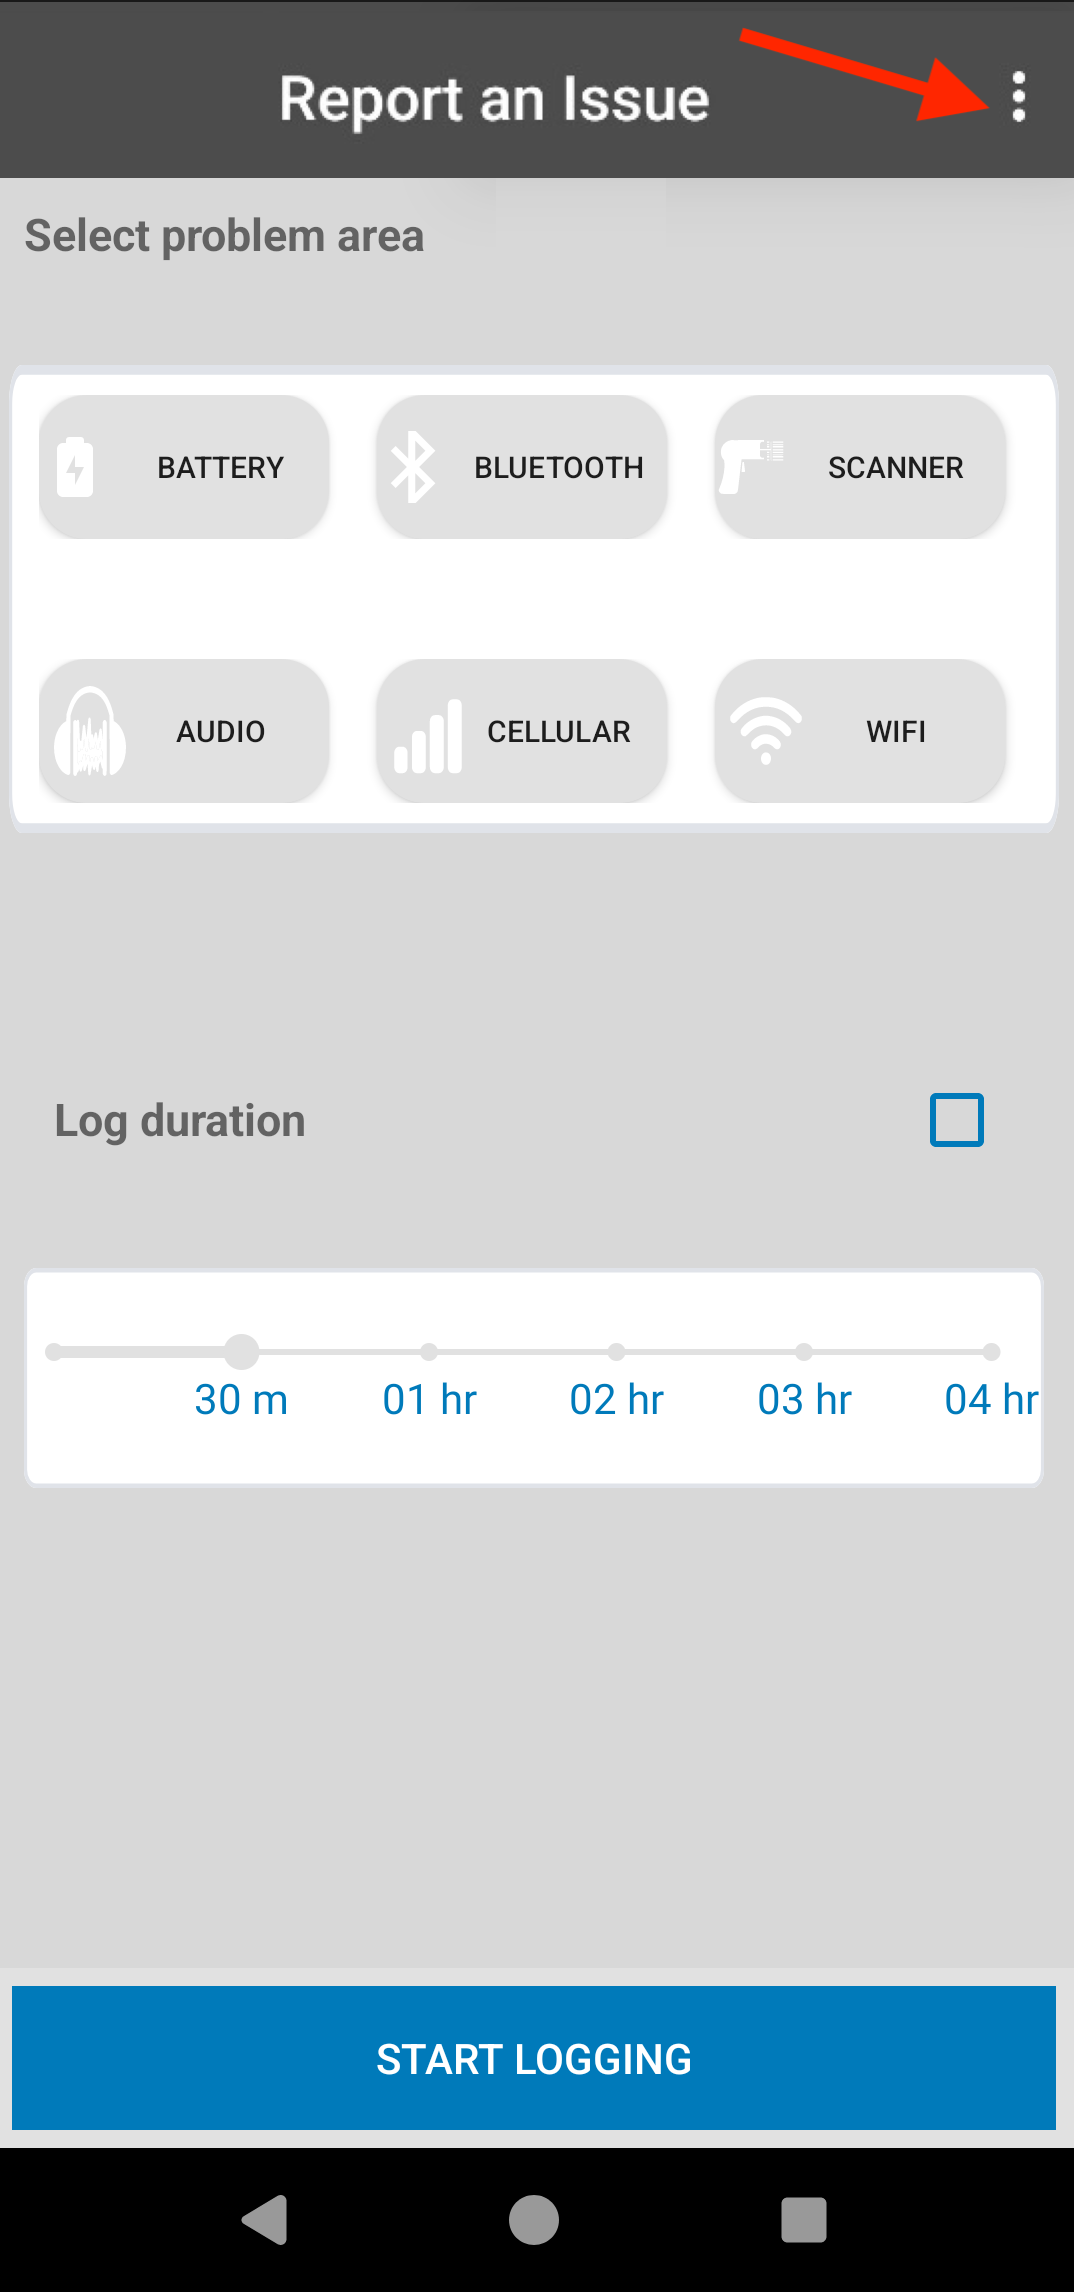 Report an Issue
Select problem area
BATTERY BLUETOOTH SCANNER
AUDIO CELLULAR WIFI
Log duration
30 m 01 hr 02 hr 03 hr 04 hr
START LOGGING